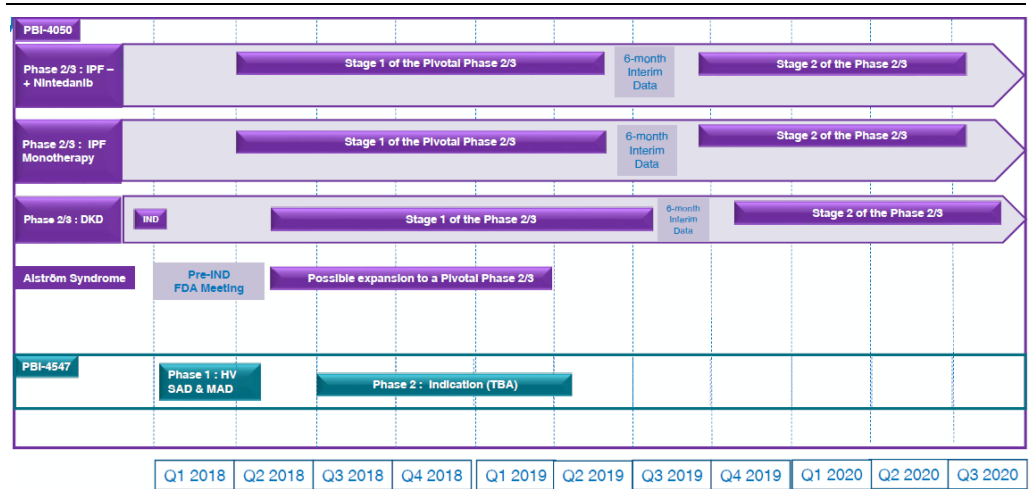 PBI-4050
Phase 2/3 : IPF –
+ Nintedanib
Stage 1 of the Pivotal Phase 2/3
6-month
Interim
Data
Stage 2 of the Phase 2/3
Phase 2/3 : IPF
Monotherapy
Stage 1 of the Pivotal Phase 2/3
6-month
Interim
Data
Stage 2 of the Phase 2/3
Phase 2/3 : DKD
IND
Stage 1 of the Phase 2/3
6-month
Interim
Data
Stage 2 of the Phase 2/3
Alström Syndrome
Pre-IND
FDA Meeting
Possible expansion to a Pivotal Phase 2/3
PBI-4547
Phase 1 : HV
SAD & MAD
Phase 2 : Indication (TBA)
Q1 2018 Q2 2018 Q3 2018 Q4 2018 Q1 2019 Q2 2019 Q3 2019 Q4 2019 Q1 2020 Q2 2020 Q3 2020